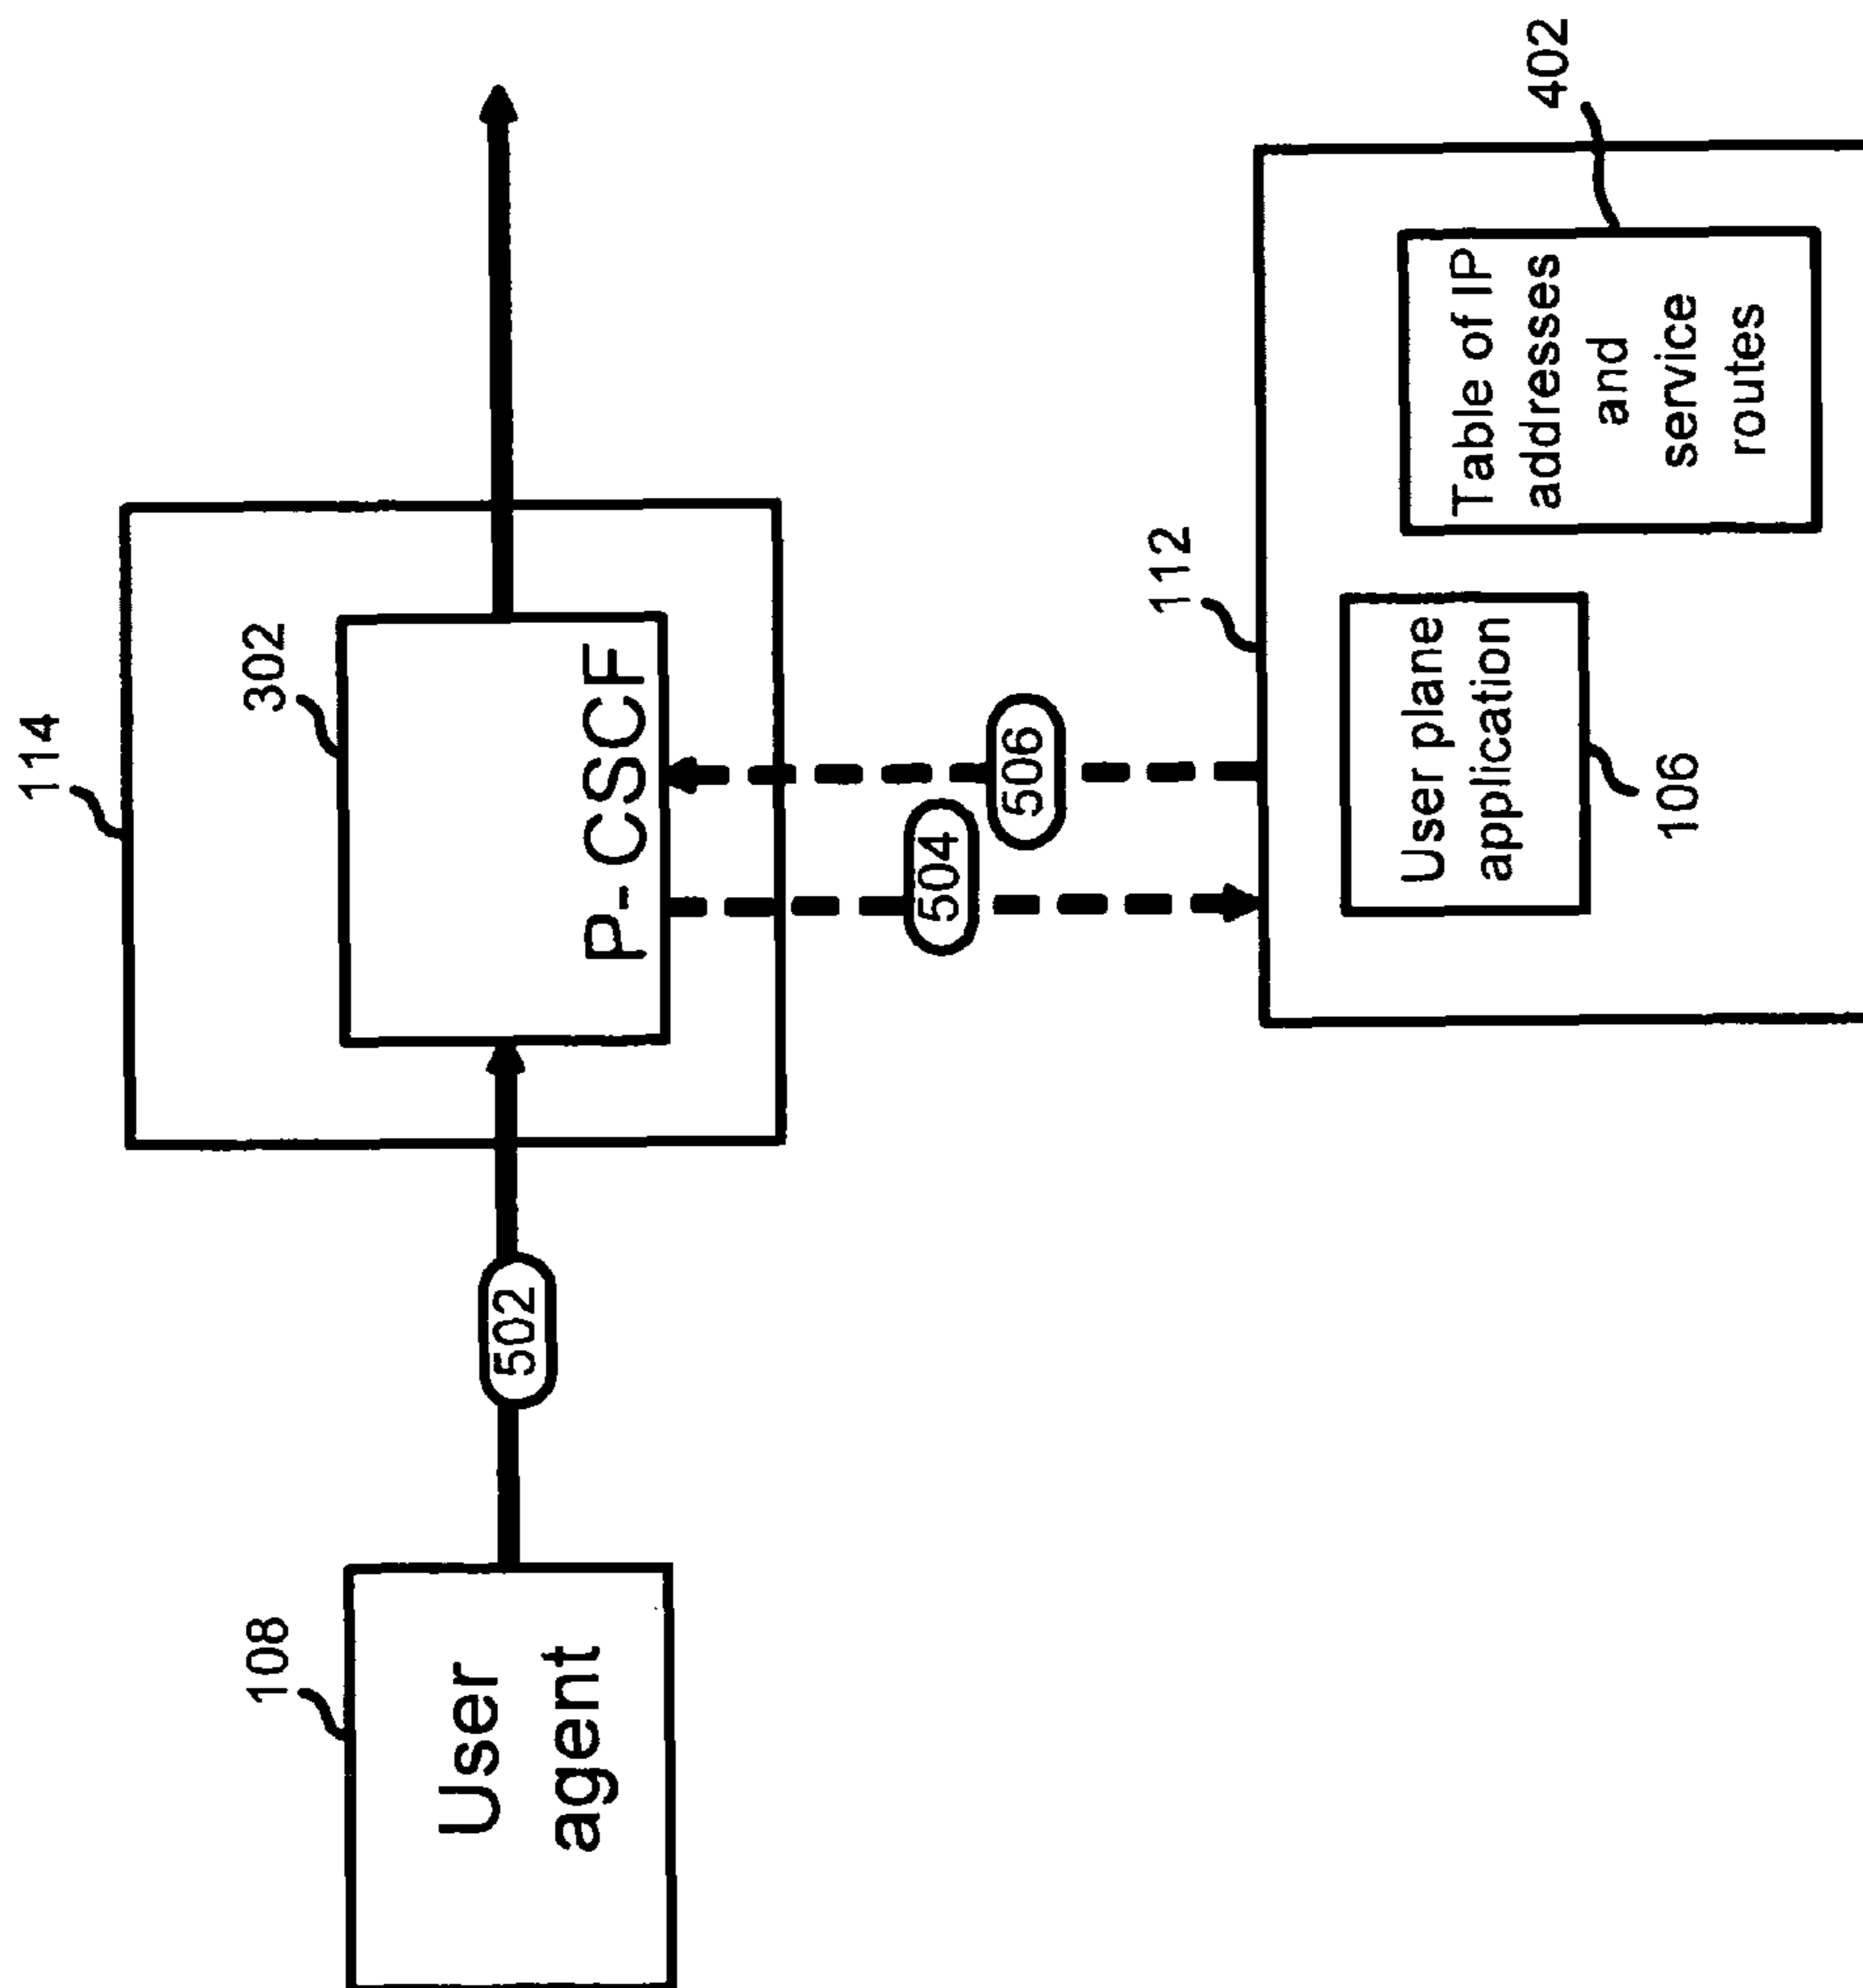 108
User
agent
502
114
302
P-CSCF
504
506
112
User plane
application
106
Table of IP
addresses
and
service
routes
402